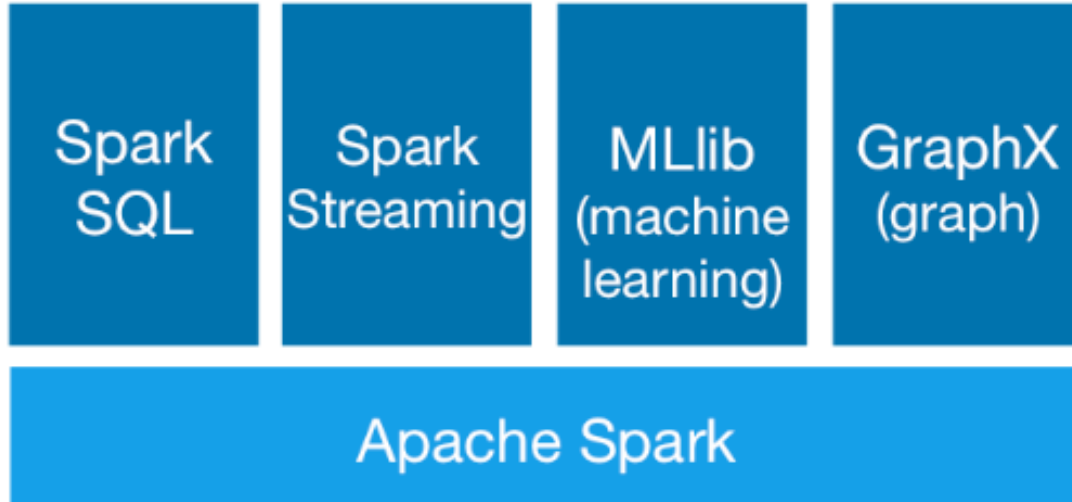 Spark
SQL
Spark
Streaming
MLlib
(machine
learning)
GraphX
(graph)
Apache Spark